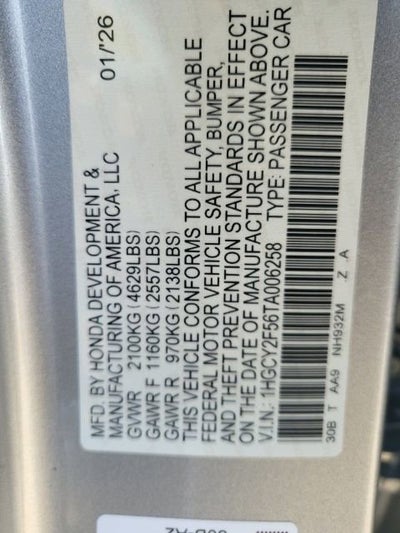 MFD. BY HONDA DEVELOPMENT &
MANUFACTURING OF AMERICA, LLC 01/'26
GVWR 2100KG (4629LBS)
GAWR F 1160KG (2557LBS)
GAWR R 970KG (2138LBS)
THIS VEHICLE CONFORMS TO ALL APPLICABLE
FEDERAL MOTOR VEHICLE SAFETY, BUMPER,
AND THEFT PREVENTION STANDARDS IN EFFECT
ON THE DATE OF MANUFACTURE SHOWN ABOVE.
V.I.N.: 1HGCY2F56TA006258 TYPE: PASSENGER CAR
30B T AA9 NH932M Z A